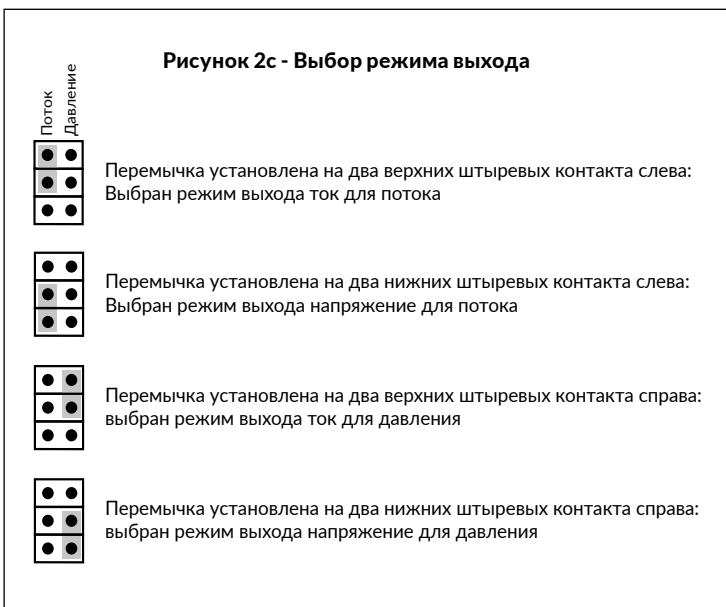 Рисунок 2c - Выбор режима выхода
Поток
Давление
Перемычка установлена на два верхних штыревых контакта слева:
Выбран режим выхода ток для потока
Перемычка установлена на два нижних штыревых контакта слева:
Выбран режим выхода напряжение для потока
Перемычка установлена на два верхних штыревых контакта справа:
выбран режим выхода ток для давления
Перемычка установлена на два нижних штыревых контакта справа:
выбран режим выхода напряжение для давления